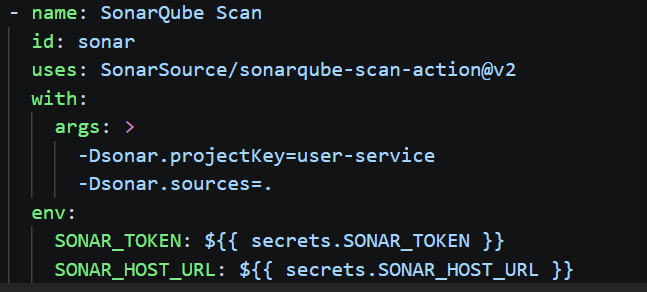 - name: SonarQube Scan
  id: sonar
  uses: SonarSource/sonarqube-scan-action@v2
  with:
    args: >
      -Dsonar.projectKey=user-service
      -Dsonar.sources=.
  env:
    SONAR_TOKEN: ${{ secrets.SONAR_TOKEN }}
    SONAR_HOST_URL: ${{ secrets.SONAR_HOST_URL }}